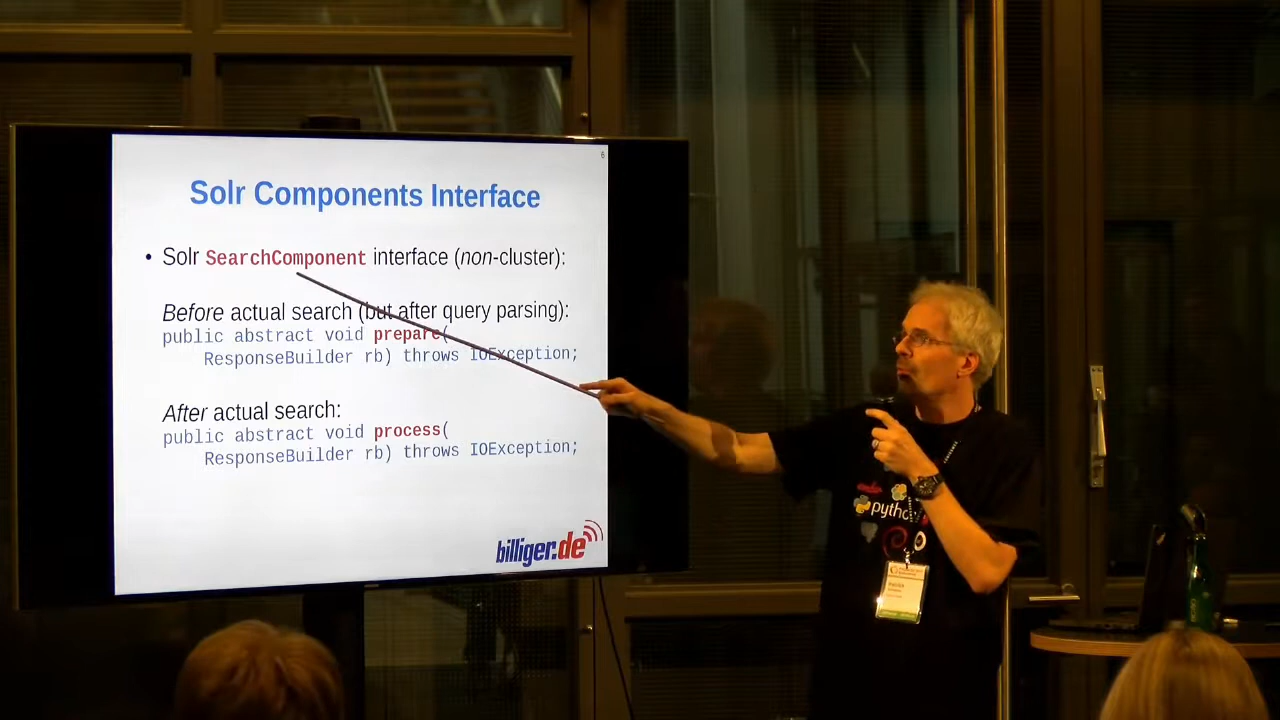 6
Solr Components Interface
• Solr SearchComponent interface (non-cluster):
Before actual search (but after query parsing):
public abstract void prepare(
ResponseBuilder rb) throws IOException;
After actual search:
public abstract void process(
ResponseBuilder rb) throws IOException;
billiger.de
python